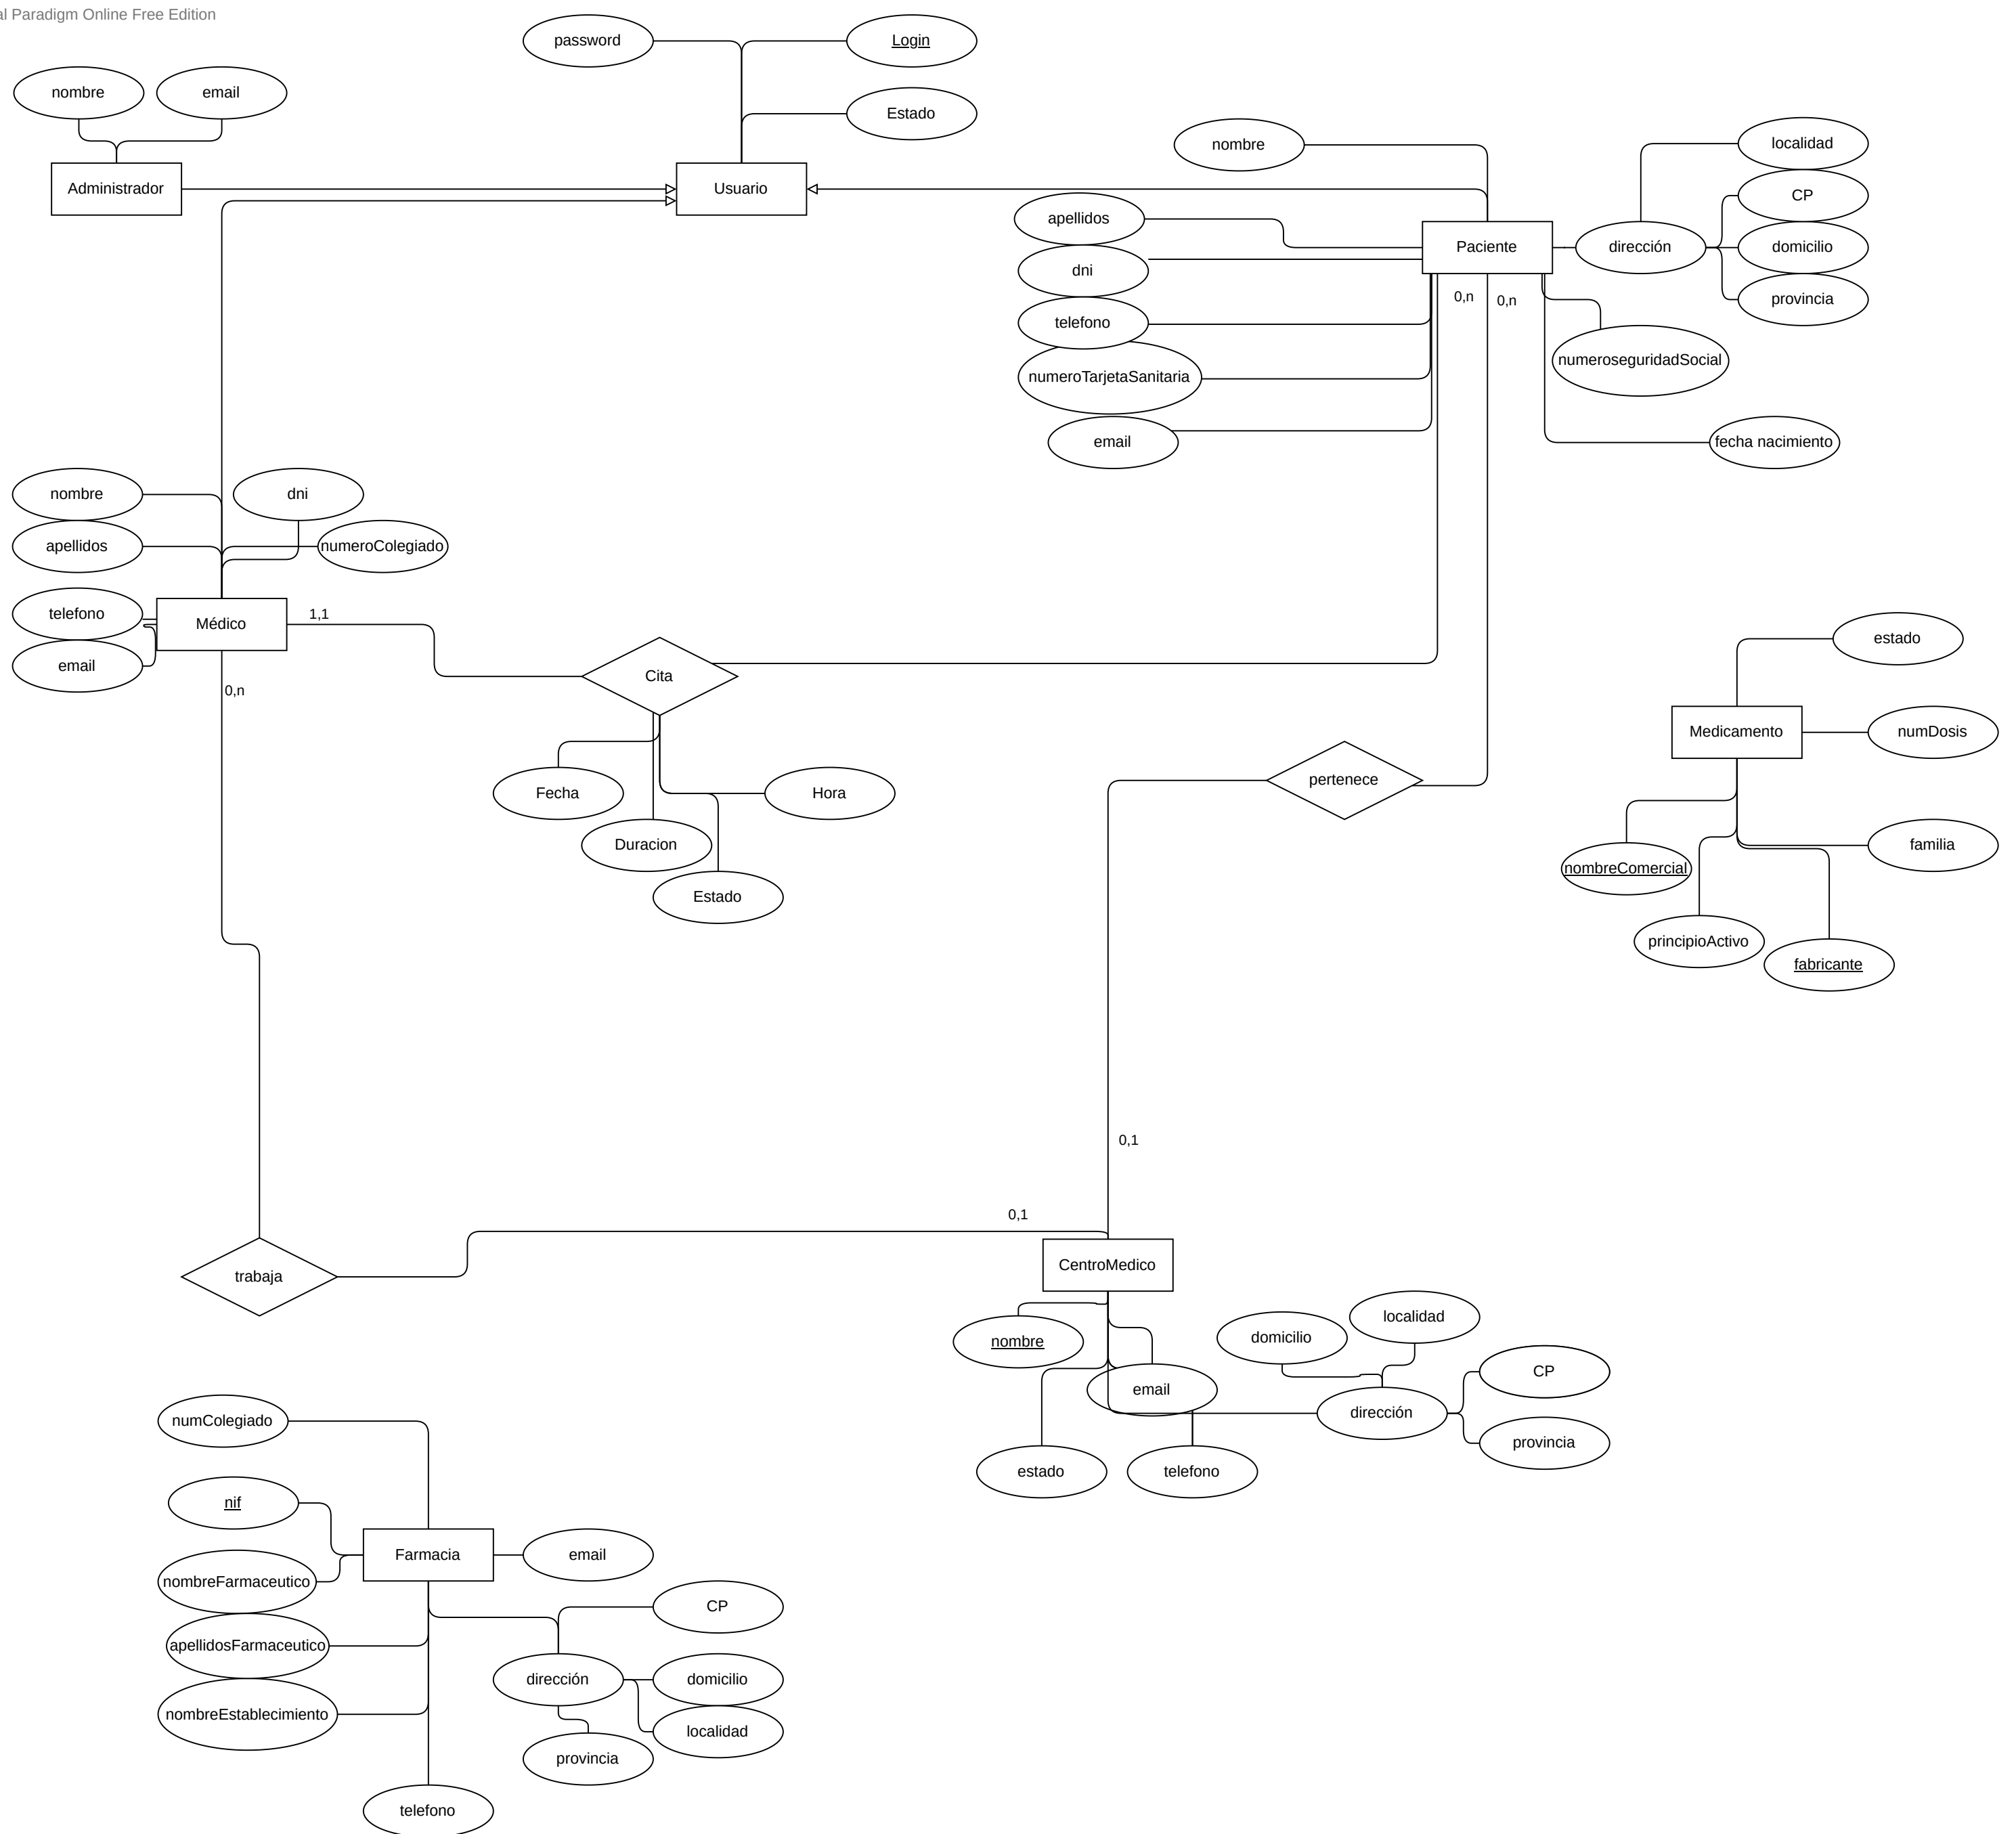 al Paradigm Online Free Edition
password
Login
nombre
email
Estado
nombre
localidad
Administrador
Usuario
CP
apellidos
Paciente
dirección
domicilio
dni
0,n
0,n
provincia
telefono
numeroseguridadSocial
numeroTarjetaSanitaria
email
fecha nacimiento
nombre
dni
apellidos
numeroColegiado
telefono
Médico
1,1
estado
email
Cita
0,n
Medicamento
numDosis
Fecha
Hora
pertenece
Duracion
familia
nombreComercial
Estado
principioActivo
fabricante
0,1
0,1
trabaja
CentroMedico
localidad
nombre
domicilio
CP
email
dirección
numColegiado
provincia
estado
telefono
nif
Farmacia
email
nombreFarmaceutico
CP
apellidosFarmaceutico
dirección
domicilio
nombreEstablecimiento
localidad
provincia
telefono